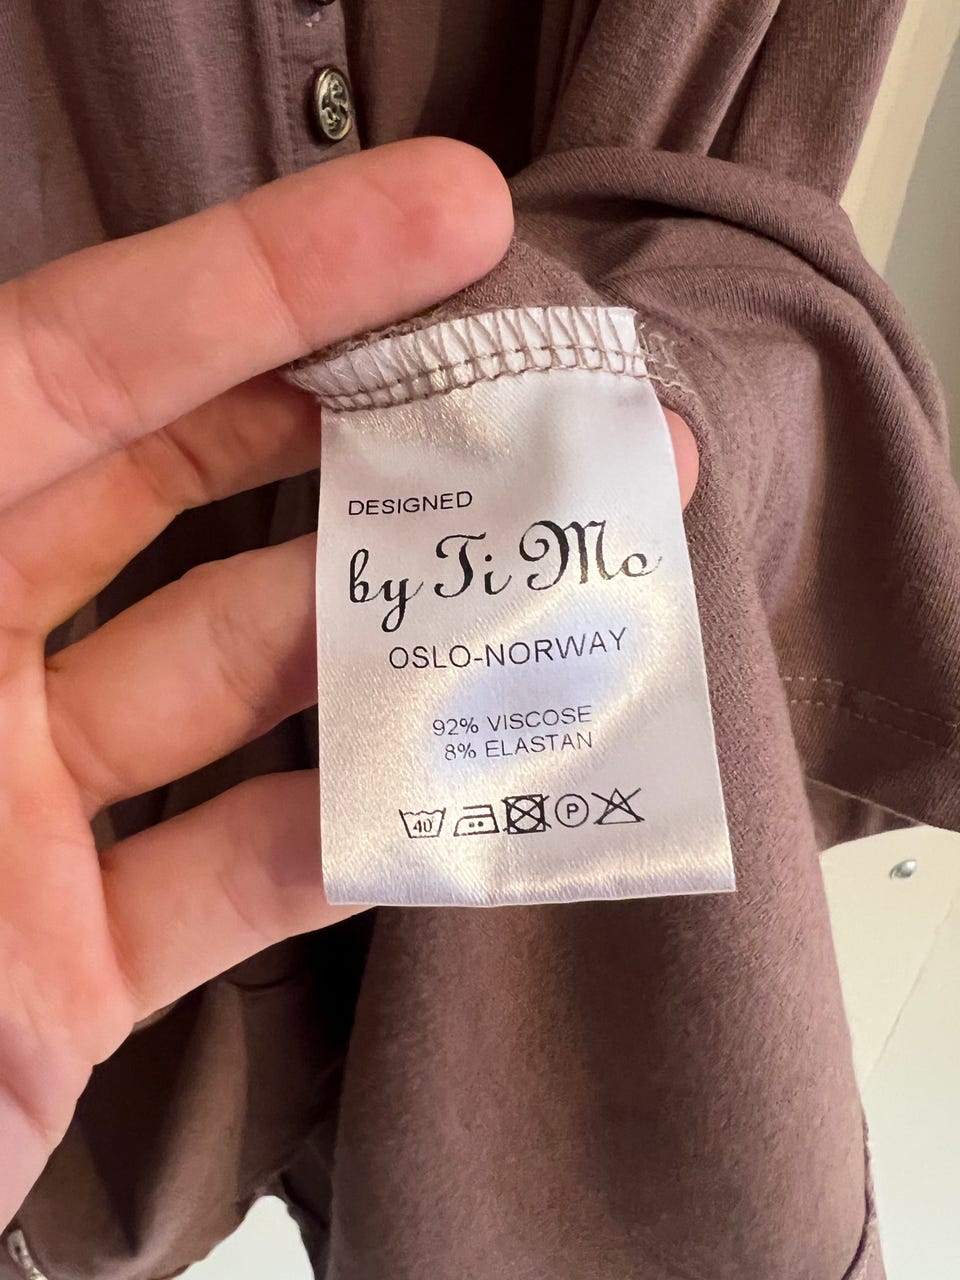 DESIGNED
by Ti Mo
OSLO-NORWAY
92% VISCOSE
8% ELASTAN
40 P